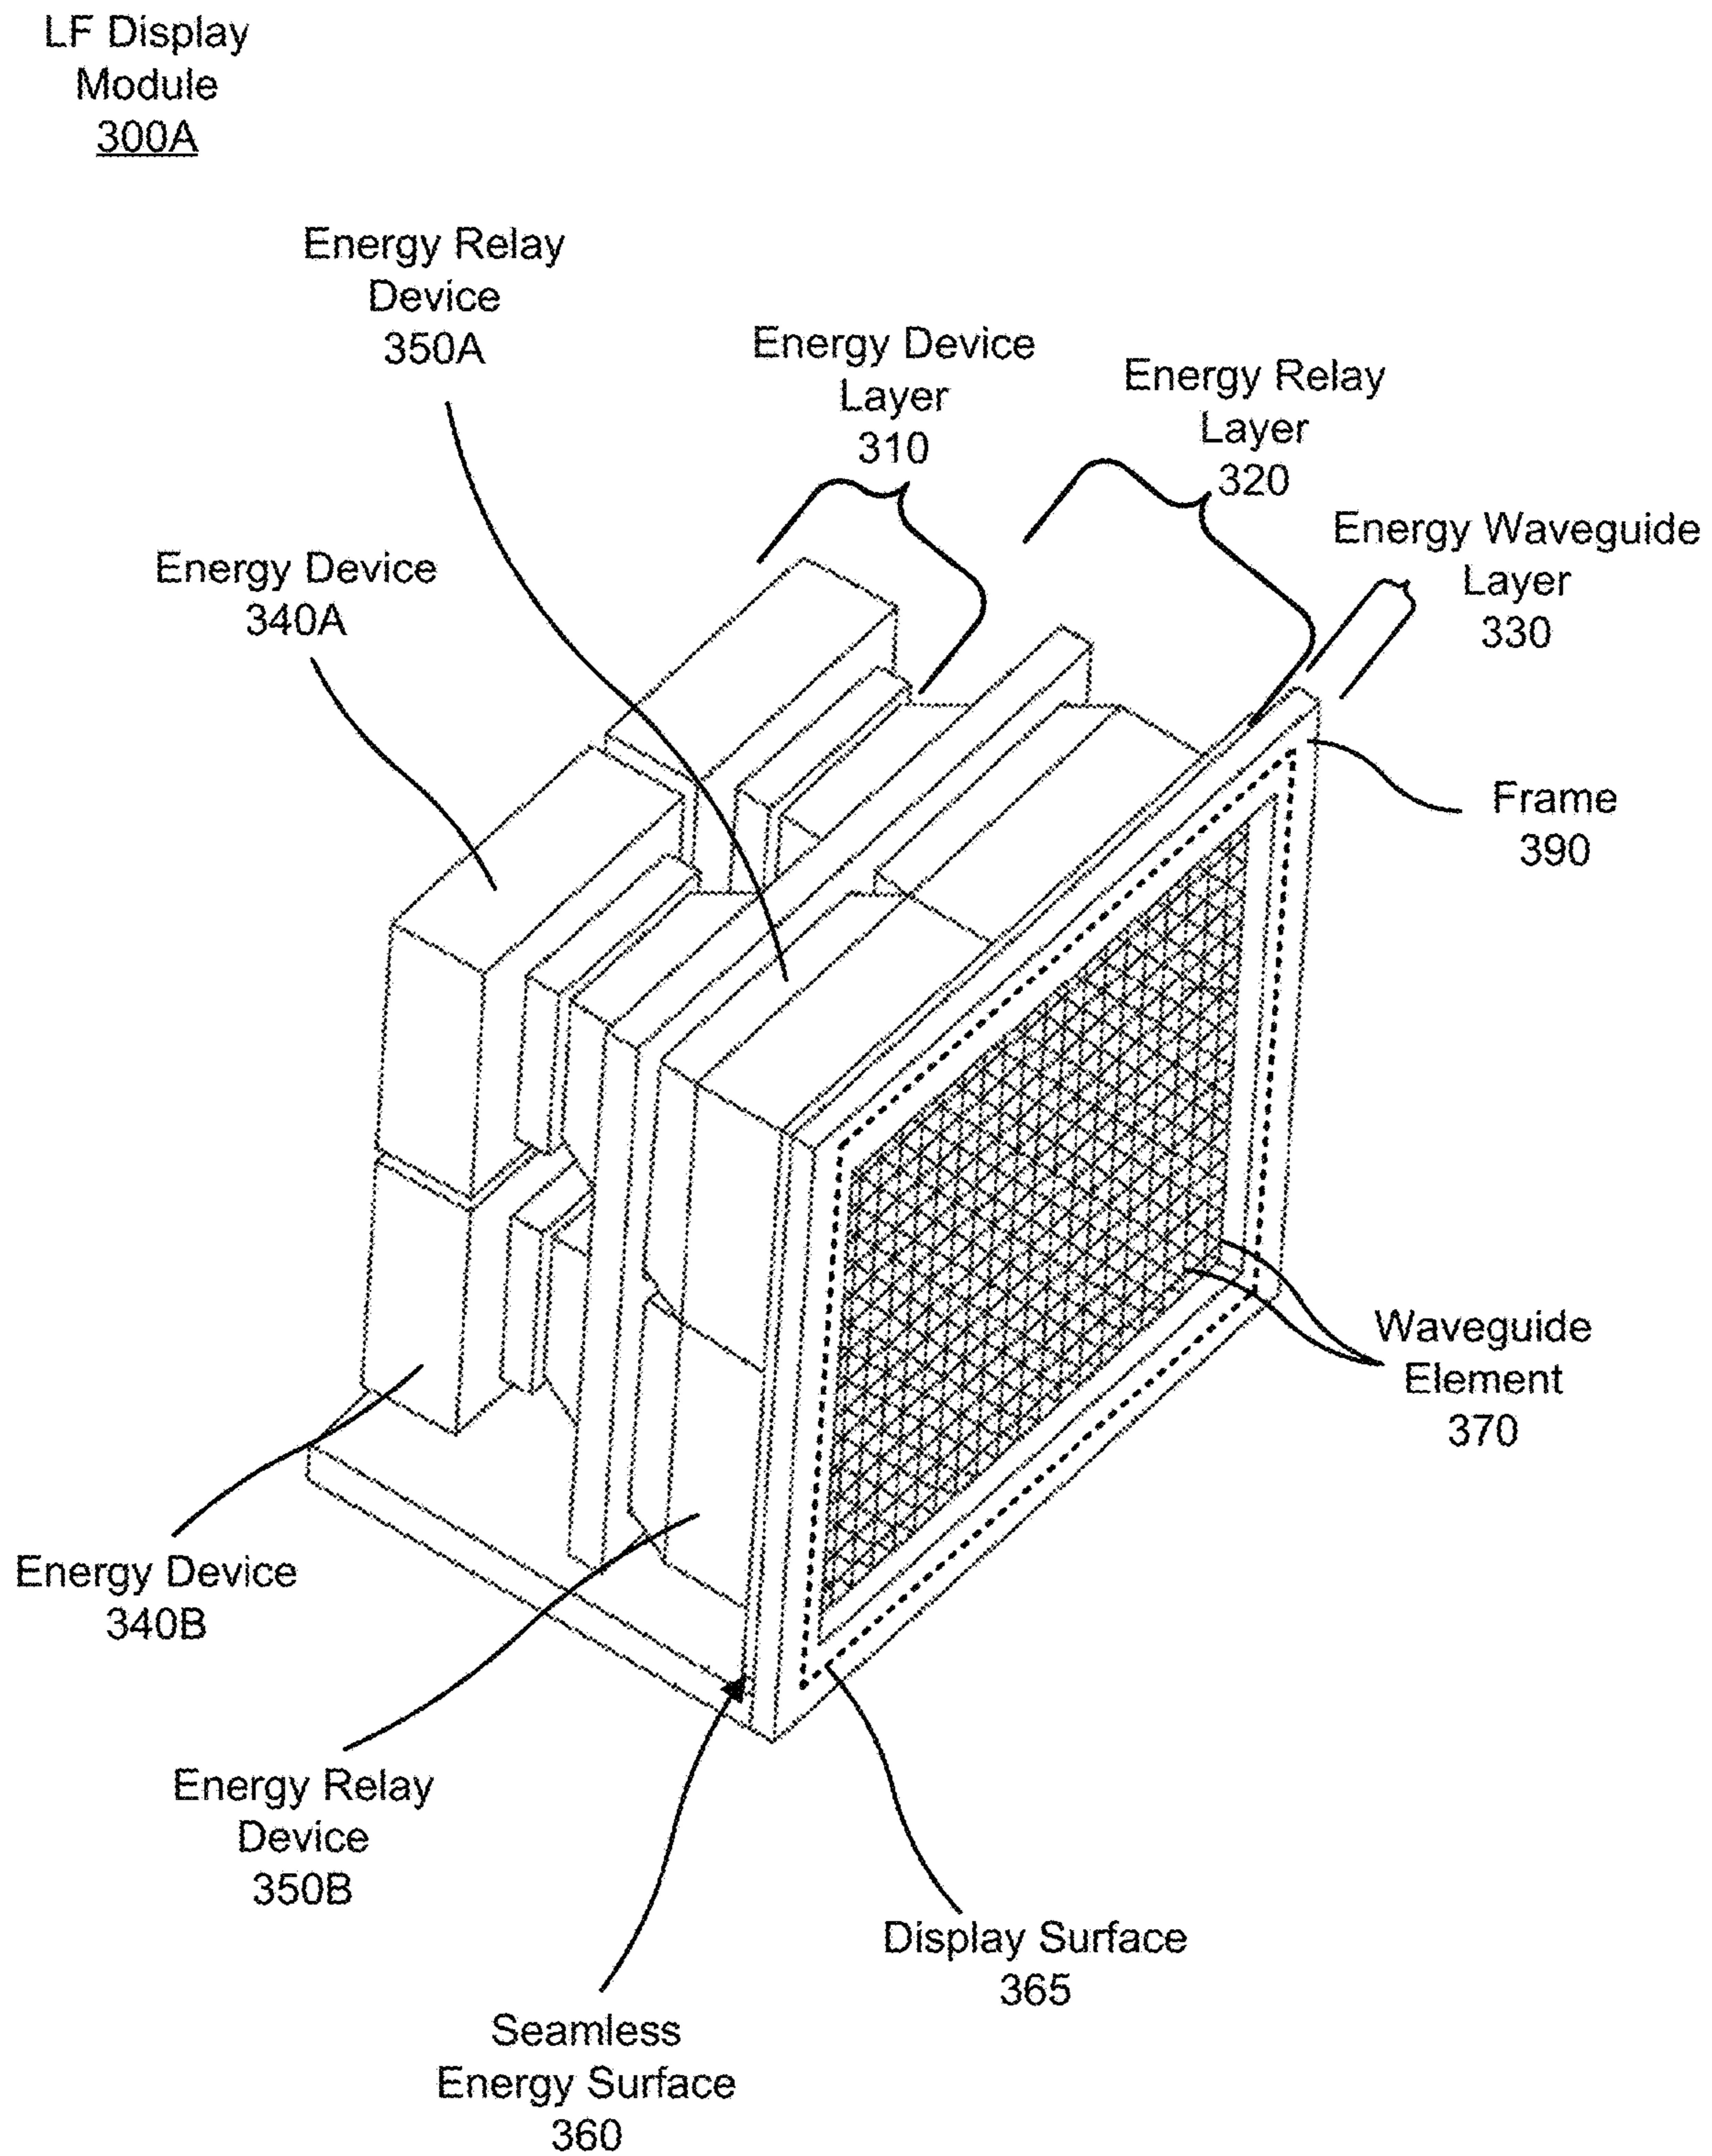 LF Display
Module
300A
Energy Relay
Device
350A
Energy Device
Layer
310
Energy Relay
Layer
320
Energy Waveguide
Layer
330
Energy Device
340A
Frame
390
Waveguide
Element
370
Energy Device
340B
Energy Relay
Device
350B
Display Surface
365
Seamless
Energy Surface
360